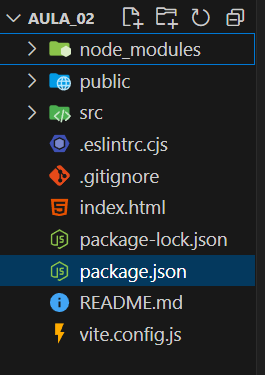 AULA_02
node_modules
public
src
.eslintrc.cjs
.gitignore
index.html
package-lock.json
package.json
README.md
vite.config.js